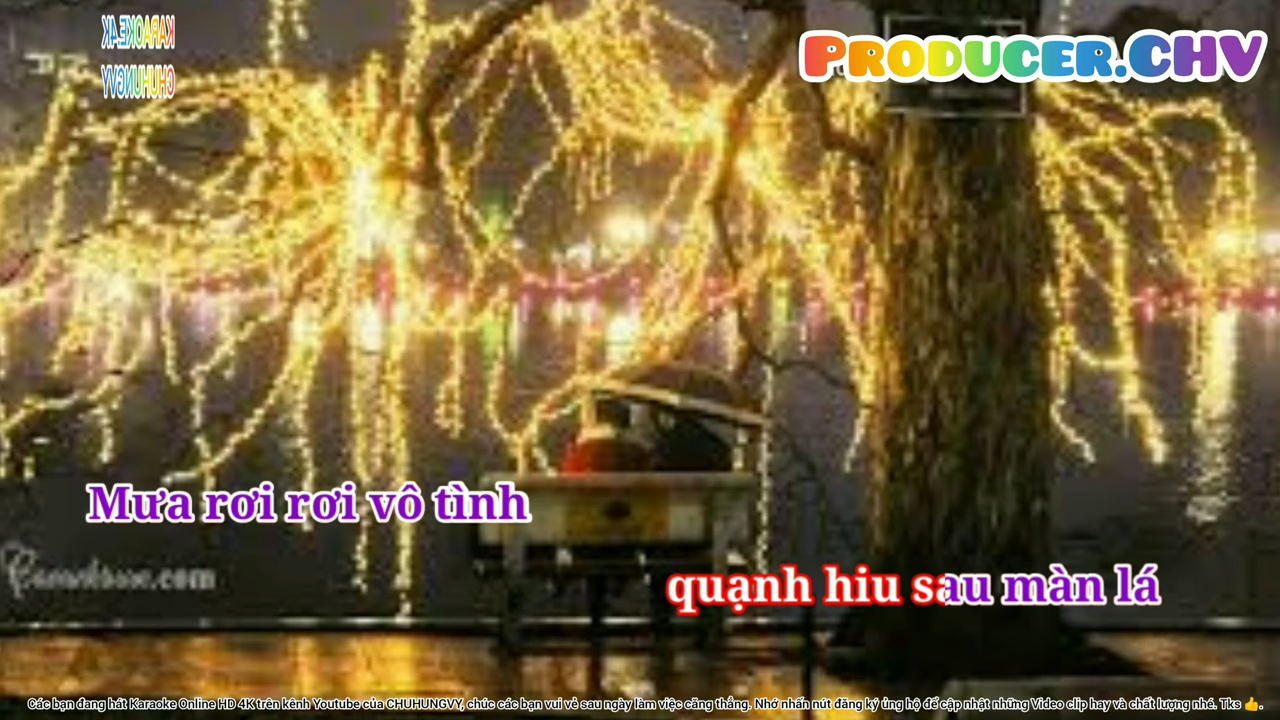 KARAOKE4K
CHUHUNGVY
PRODUCER.CHV
Mưa rơi rơi vô tình
quạnh hiu sau màn lá
Các bạn đang hát Karaoke Online HD 4K trên kênh Youtube của CHUHUNGVY, chúc các bạn vui vẻ sau ngày làm việc căng thẳng. Nhớ nhấn nút đăng ký ủng hộ để cập nhật những Video clip hay và chất lượng nhé. Tks 👍.